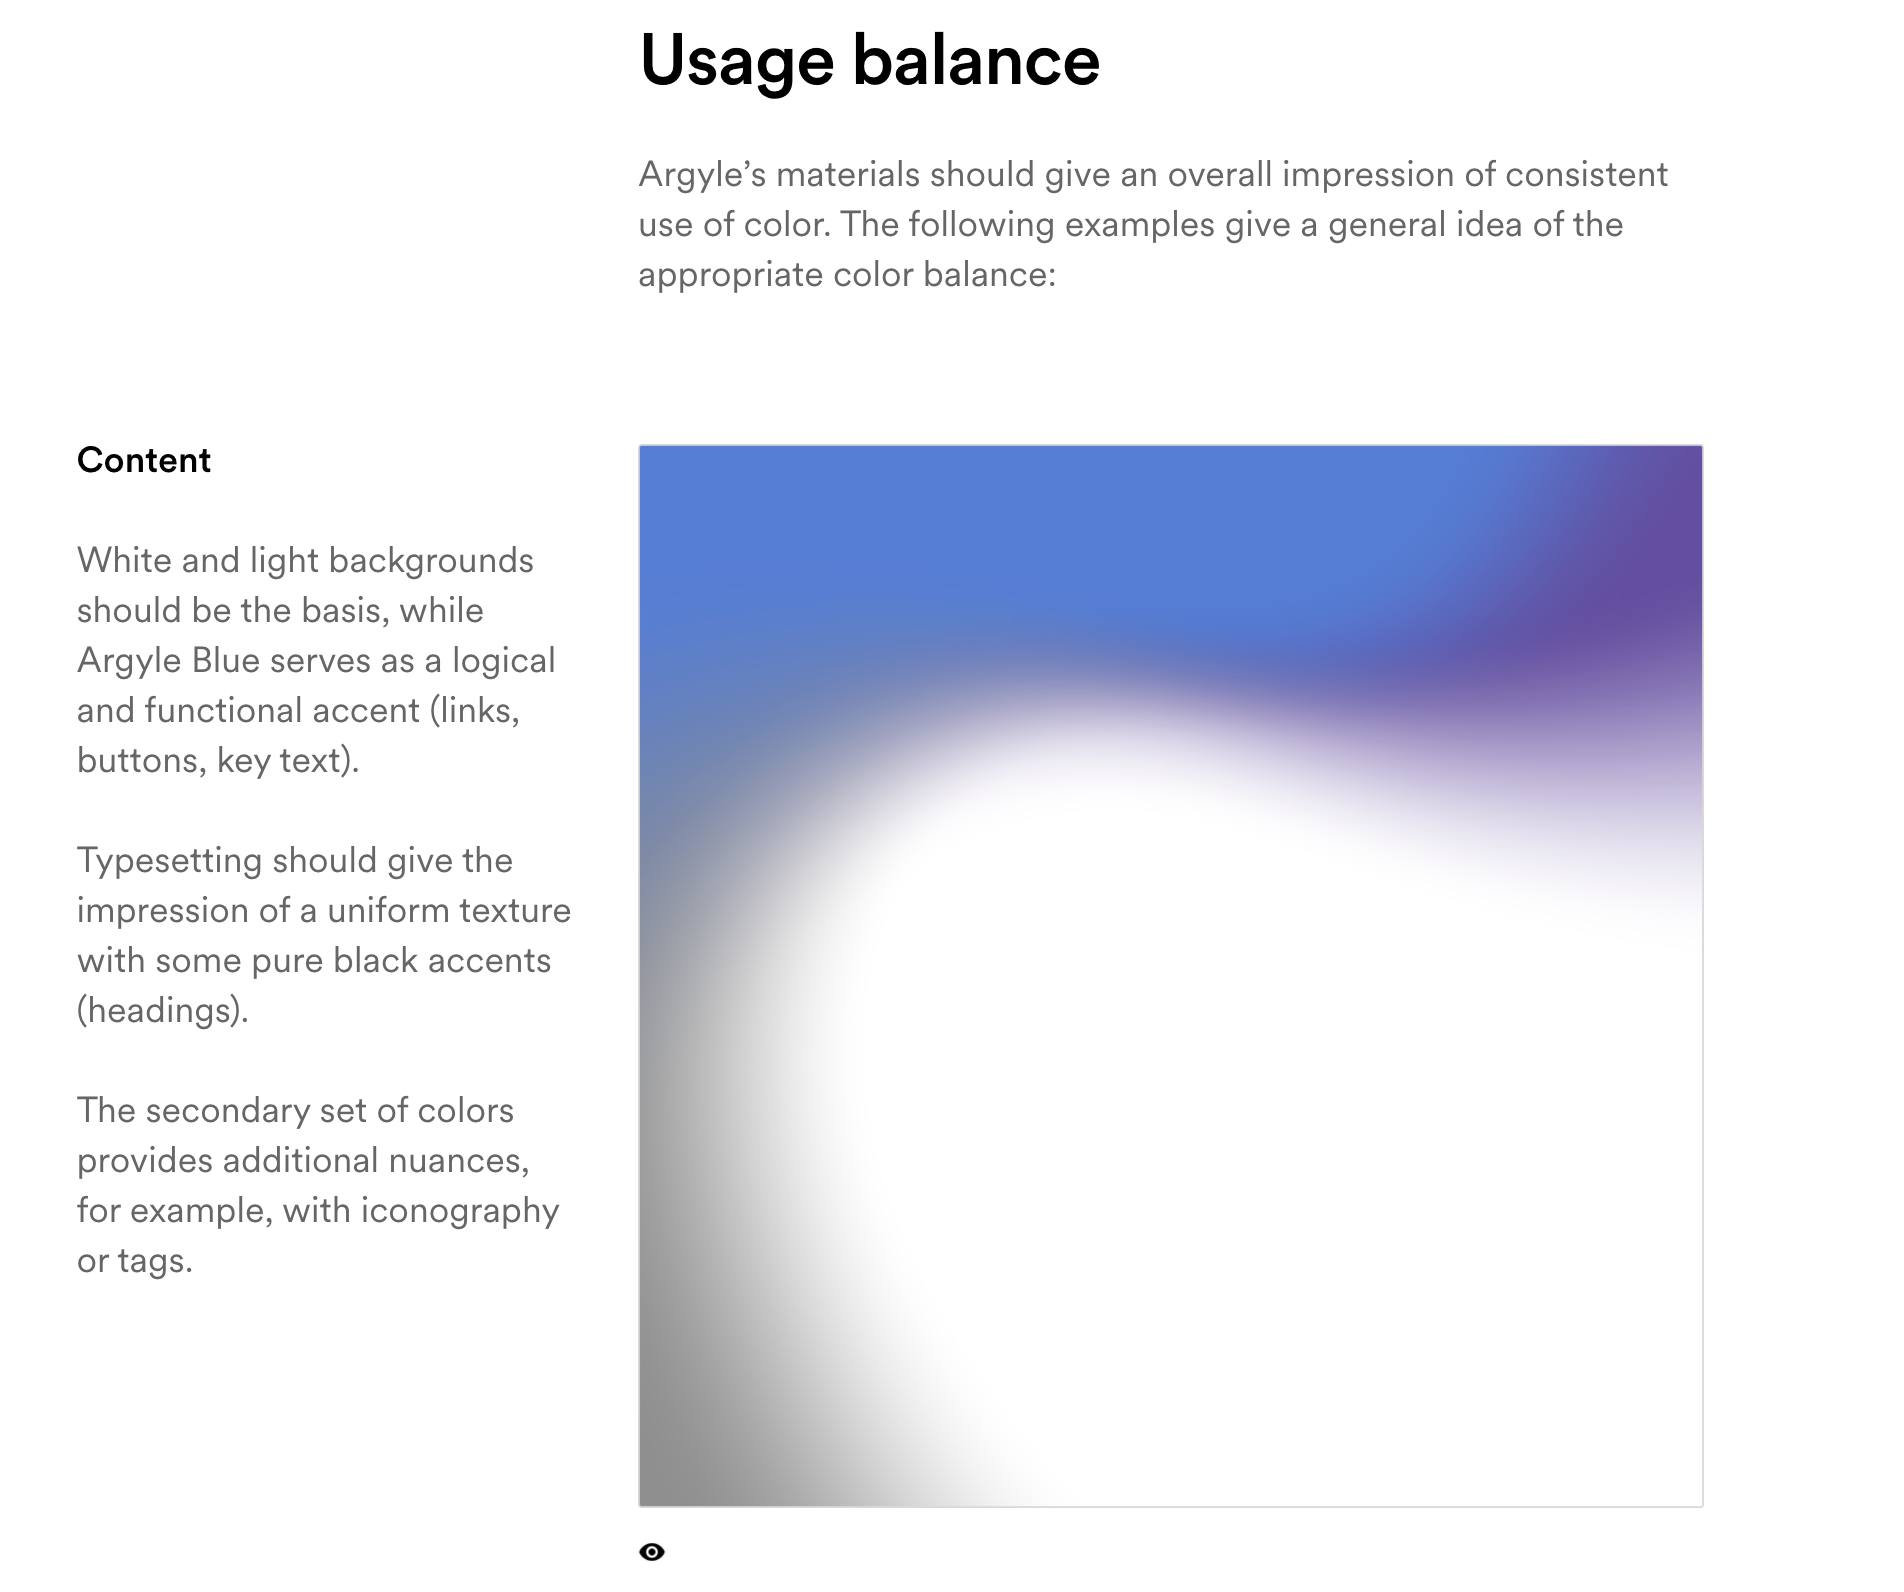 Usage balance
Argyle’s materials should give an overall impression of consistent
use of color. The following examples give a general idea of the
appropriate color balance:
Content
White and light backgrounds
should be the basis, while
Argyle Blue serves as a logical
and functional accent (links,
buttons, key text).
Typesetting should give the
impression of a uniform texture
with some pure black accents
(headings).
The secondary set of colors
provides additional nuances,
for example, with iconography
or tags.